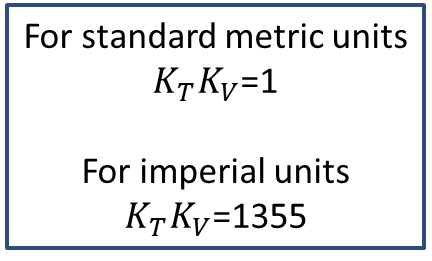 For standard metric units
K_T K_V=1
For imperial units
K_T K_V=1355